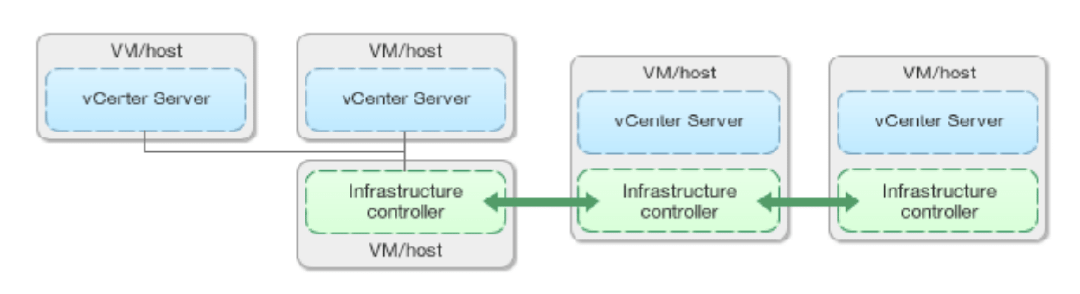 VM/host
vCenter Server
VM/host
vCenter Server
Infrastructure
controller
VM/host
VM/host
vCenter Server
Infrastructure
controller
VM/host
vCenter Server
Infrastructure
controller